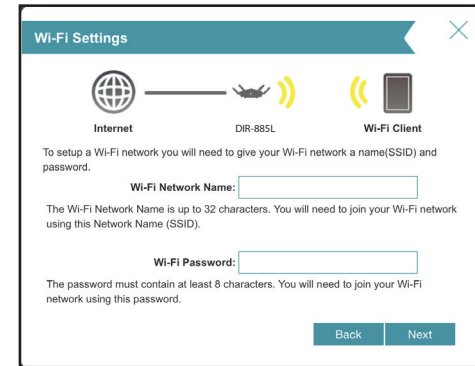 Wi-Fi Settings
Internet
DIR-885L
Wi-Fi Client
To setup a Wi-Fi network you will need to give your Wi-Fi network a name(SSID) and
password.
Wi-Fi Network Name:
The Wi-Fi Network Name is up to 32 characters. You will need to join your Wi-Fi network
using this Network Name (SSID).
Wi-Fi Password:
The password must contain at least 8 characters. You will need to join your Wi-Fi
network using this password.
Back
Next